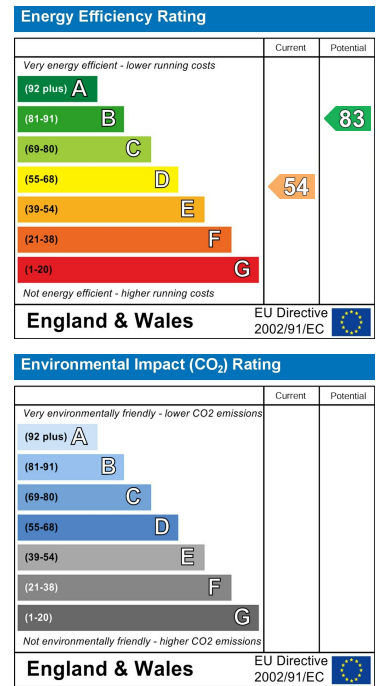 Energy Efficiency Rating
Current Potential
Very energy efficient - lower running costs
(92 plus) A
(81-91) B
83
(69-80) C
(55-68) D
54
(39-54) E
(21-38) F
(1-20) G
Not energy efficient - higher running costs
England & Wales
EU Directive
2002/91/EC
Environmental Impact (CO₂) Rating
Current Potential
Very environmentally friendly - lower CO2 emissions
(92 plus) A
(81-91) B
(69-80) C
(55-68) D
(39-54) E
(21-38) F
(1-20) G
Not environmentally friendly - higher CO2 emissions
England & Wales
EU Directive
2002/91/EC